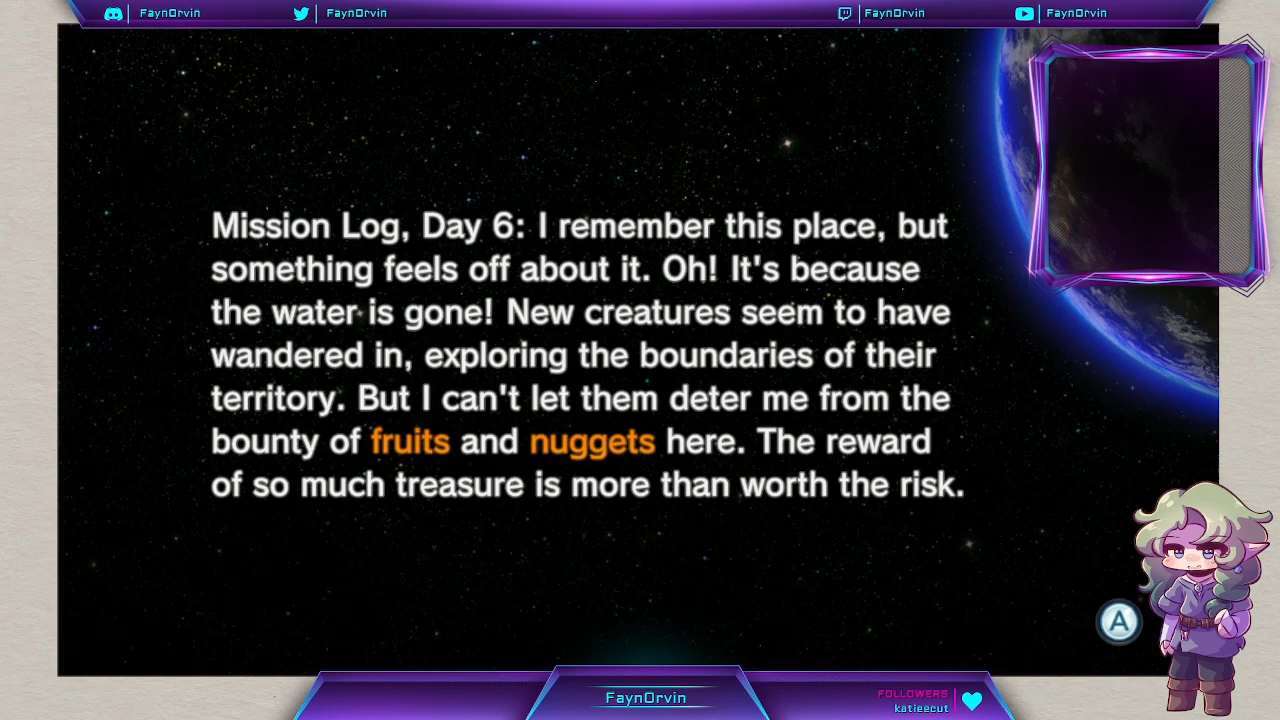 FaynOrvin
FaynOrvin
FaynOrvin
FaynOrvin
Mission Log, Day 6: I remember this place, but
something feels off about it. Oh! It's because
the water is gone! New creatures seem to have
wandered in, exploring the boundaries of their
territory. But I can't let them deter me from the
bounty of fruits and nuggets here. The reward
of so much treasure is more than worth the risk.
A
FaynOrvin
FOLLOWERS
katieecut